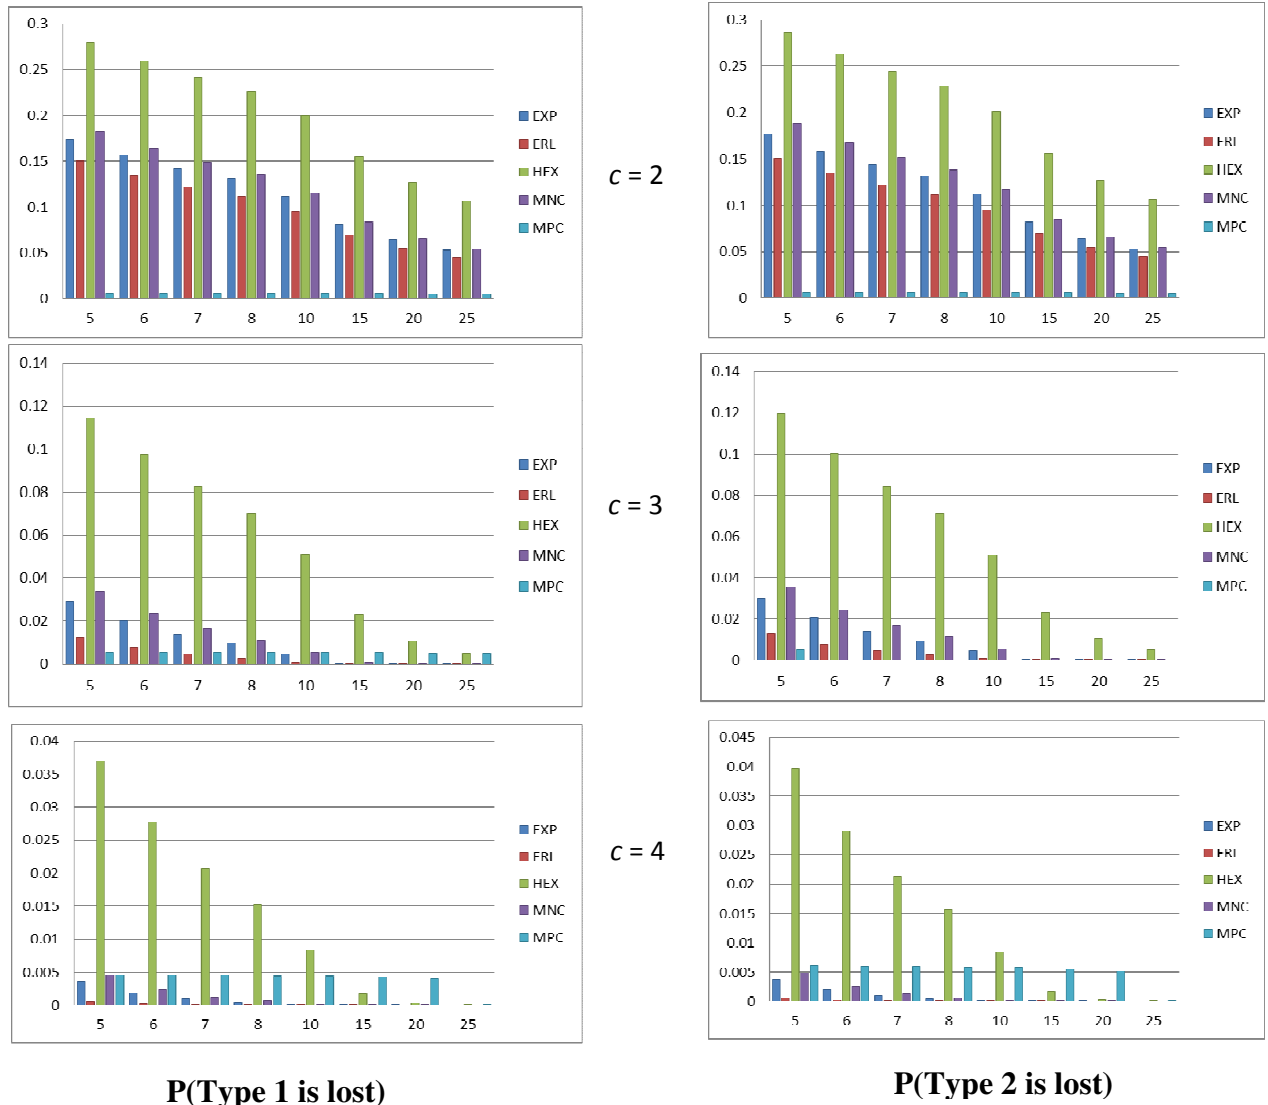 0.3
0.25
0.2
0.15
0.1
0.05
0
5 6 7 8 10 15 20 25
EXP
ERL
HEX
MNC
MPC
c = 2
0.3
0.25
0.2
0.15
0.1
0.05
0
5 6 7 8 10 15 20 25
EXP
ERL
HEX
MNC
MPC
0.14
0.12
0.1
0.08
0.06
0.04
0.02
0
5 6 7 8 10 15 20 25
EXP
ERL
HEX
MNC
MPC
c = 3
0.14
0.12
0.1
0.08
0.06
0.04
0.02
0
5 6 7 8 10 15 20 25
EXP
ERL
HEX
MNC
MPC
0.04
0.035
0.03
0.025
0.02
0.015
0.01
0.005
0
5 6 7 8 10 15 20 25
EXP
ERL
HEX
MNC
MPC
c = 4
0.045
0.04
0.035
0.03
0.025
0.02
0.015
0.01
0.005
0
5 6 7 8 10 15 20 25
EXP
ERL
HEX
MNC
MPC
P(Type 1 is lost)
P(Type 2 is lost)